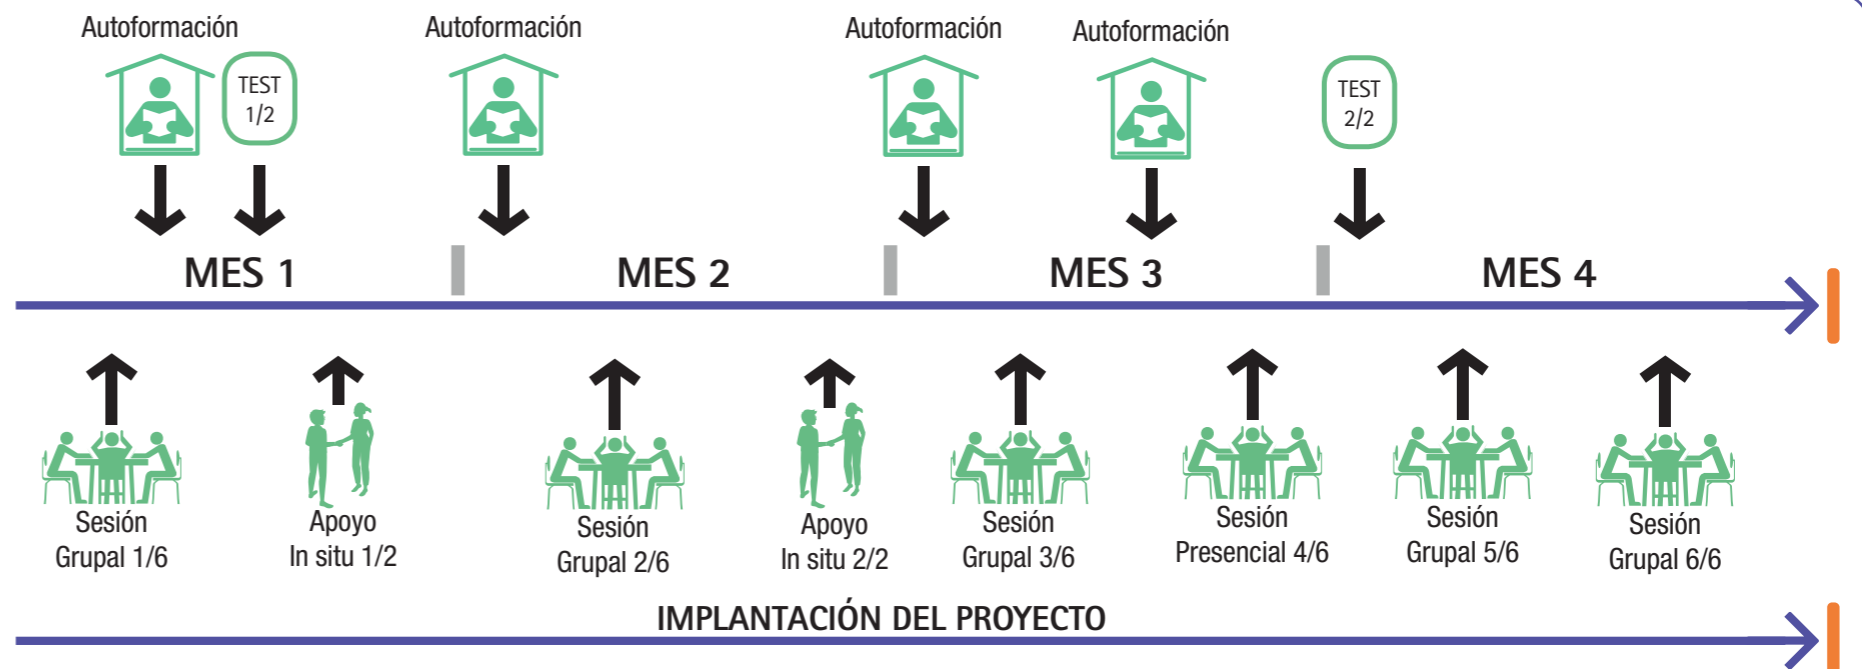 Autoformación
Autoformación
Autoformación
Autoformación
TEST
1/2
TEST
2/2
MES 1
MES 2
MES 3
MES 4
Sesión
Grupal 1/6
Apoyo
In situ 1/2
Sesión
Grupal 2/6
Apoyo
In situ 2/2
Sesión
Grupal 3/6
Sesión
Presencial 4/6
Sesión
Grupal 5/6
Sesión
Grupal 6/6
IMPLANTACIÓN DEL PROYECTO